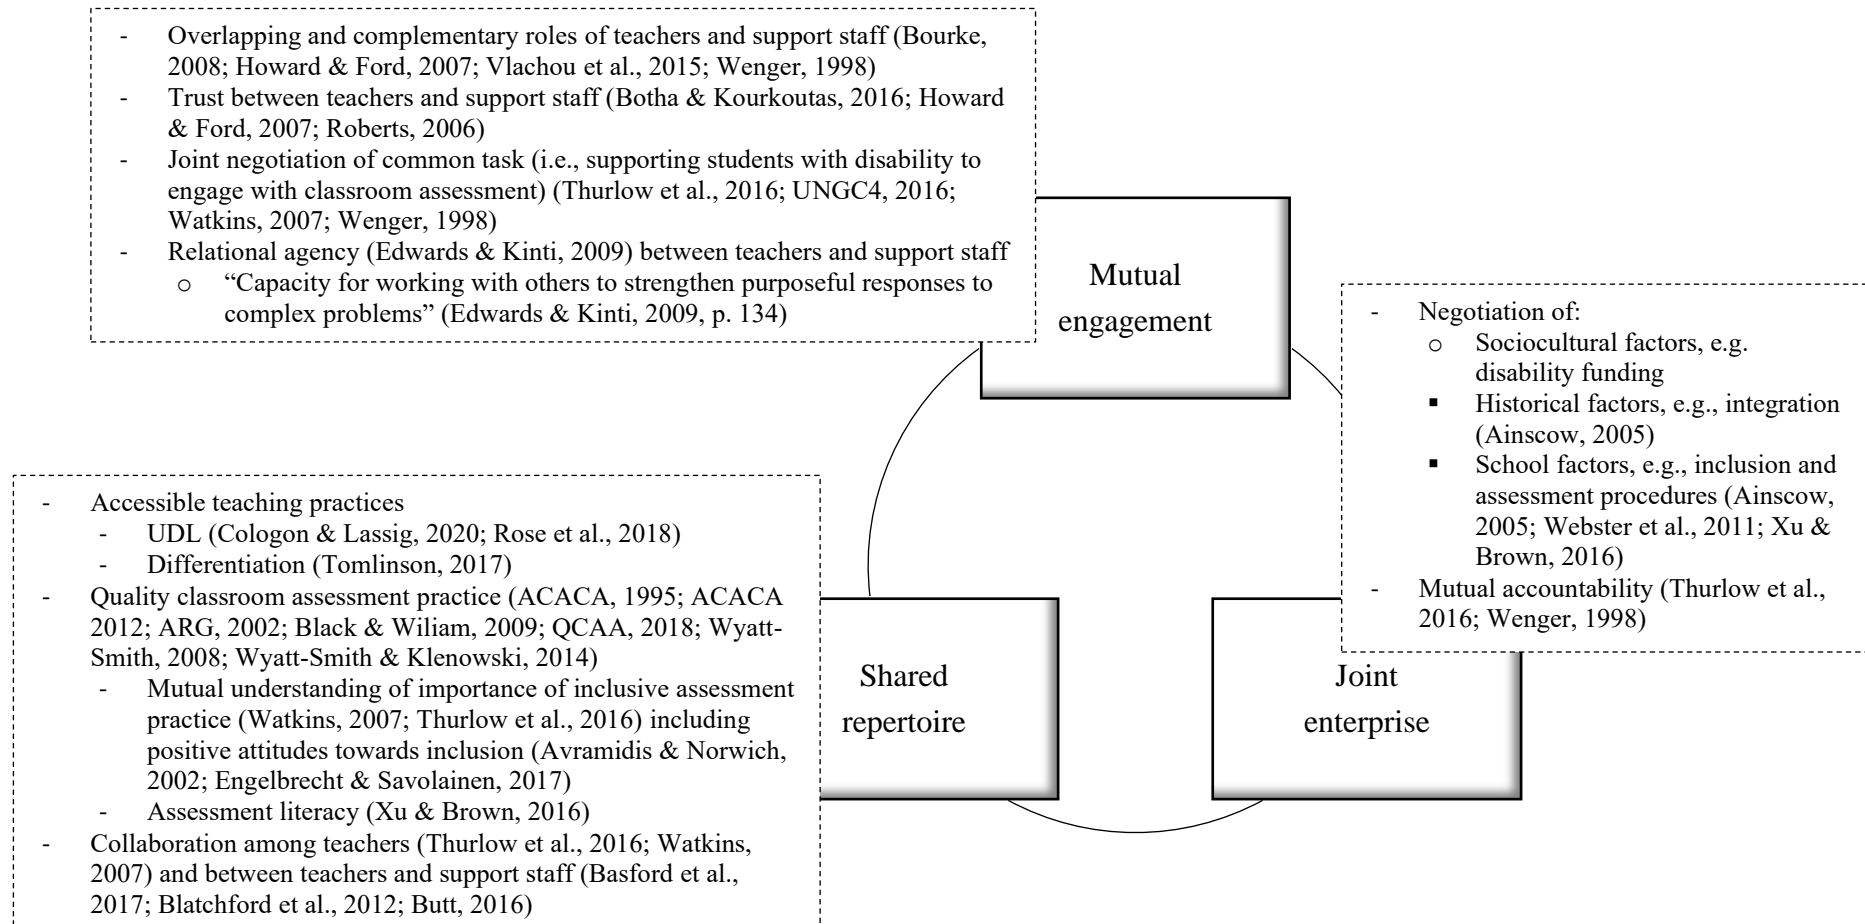 - Overlapping and complementary roles of teachers and support staff (Bourke,
2008; Howard & Ford, 2007; Vlachou et al., 2015; Wenger, 1998)
- Trust between teachers and support staff (Botha & Kourkoutas, 2016; Howard
& Ford, 2007; Roberts, 2006)
- Joint negotiation of common task (i.e., supporting students with disability to
engage with classroom assessment) (Thurlow et al., 2016; UNGC4, 2016;
Watkins, 2007; Wenger, 1998)
- Relational agency (Edwards & Kinti, 2009) between teachers and support staff
o “Capacity for working with others to strengthen purposeful responses to
complex problems” (Edwards & Kinti, 2009, p. 134)
Mutual
engagement
- Negotiation of:
o Sociocultural factors, e.g.
disability funding
▪ Historical factors, e.g., integration
(Ainscow, 2005)
▪ School factors, e.g., inclusion and
assessment procedures (Ainscow,
2005; Webster et al., 2011; Xu &
Brown, 2016)
- Mutual accountability (Thurlow et al.,
2016; Wenger, 1998)
Joint
enterprise
- Accessible teaching practices
- UDL (Cologon & Lassig, 2020; Rose et al., 2018)
- Differentiation (Tomlinson, 2017)
- Quality classroom assessment practice (ACACA, 1995; ACACA
2012; ARG, 2002; Black & Wiliam, 2009; QCAA, 2018; Wyatt-
Smith, 2008; Wyatt-Smith & Klenowski, 2014)
- Mutual understanding of importance of inclusive assessment
practice (Watkins, 2007; Thurlow et al., 2016) including
positive attitudes towards inclusion (Avramidis & Norwich,
2002; Engelbrecht & Savolainen, 2017)
- Assessment literacy (Xu & Brown, 2016)
- Collaboration among teachers (Thurlow et al., 2016; Watkins,
2007) and between teachers and support staff (Basford et al.,
2017; Blatchford et al., 2012; Butt, 2016)
Shared
repertoire